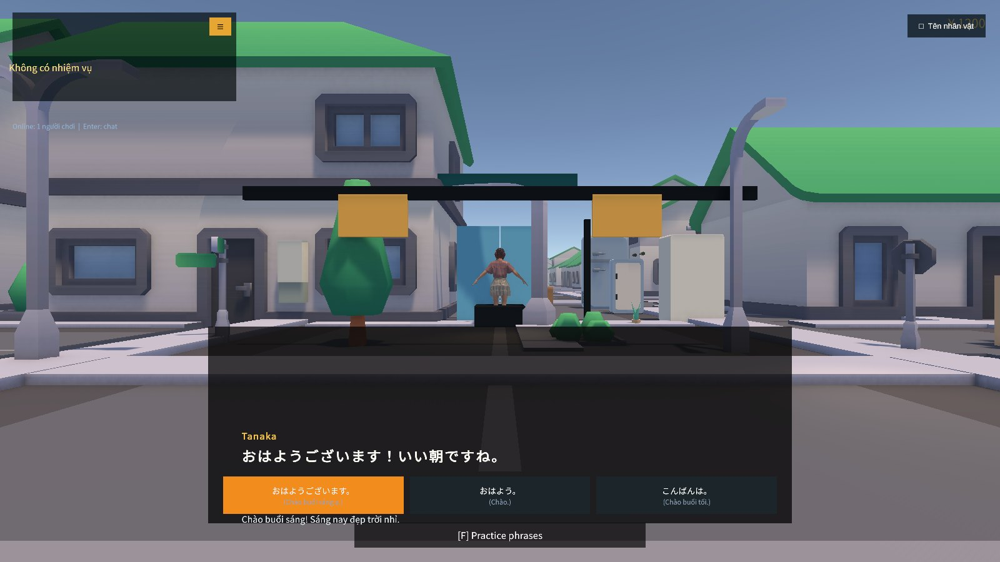 ☰
Không có nhiệm vụ
¥ 1200
□ Tên nhân vật
Online: 1 người chơi | Enter: chat
Tanaka
おはようございます！いい朝ですね。
おはようございます。
(Chào buổi sáng ạ.)
おはよう。
(Chào.)
こんばんは。
(Chào buổi tối.)
Chào buổi sáng! Sáng nay đẹp trời nhỉ.
[F] Practice phrases